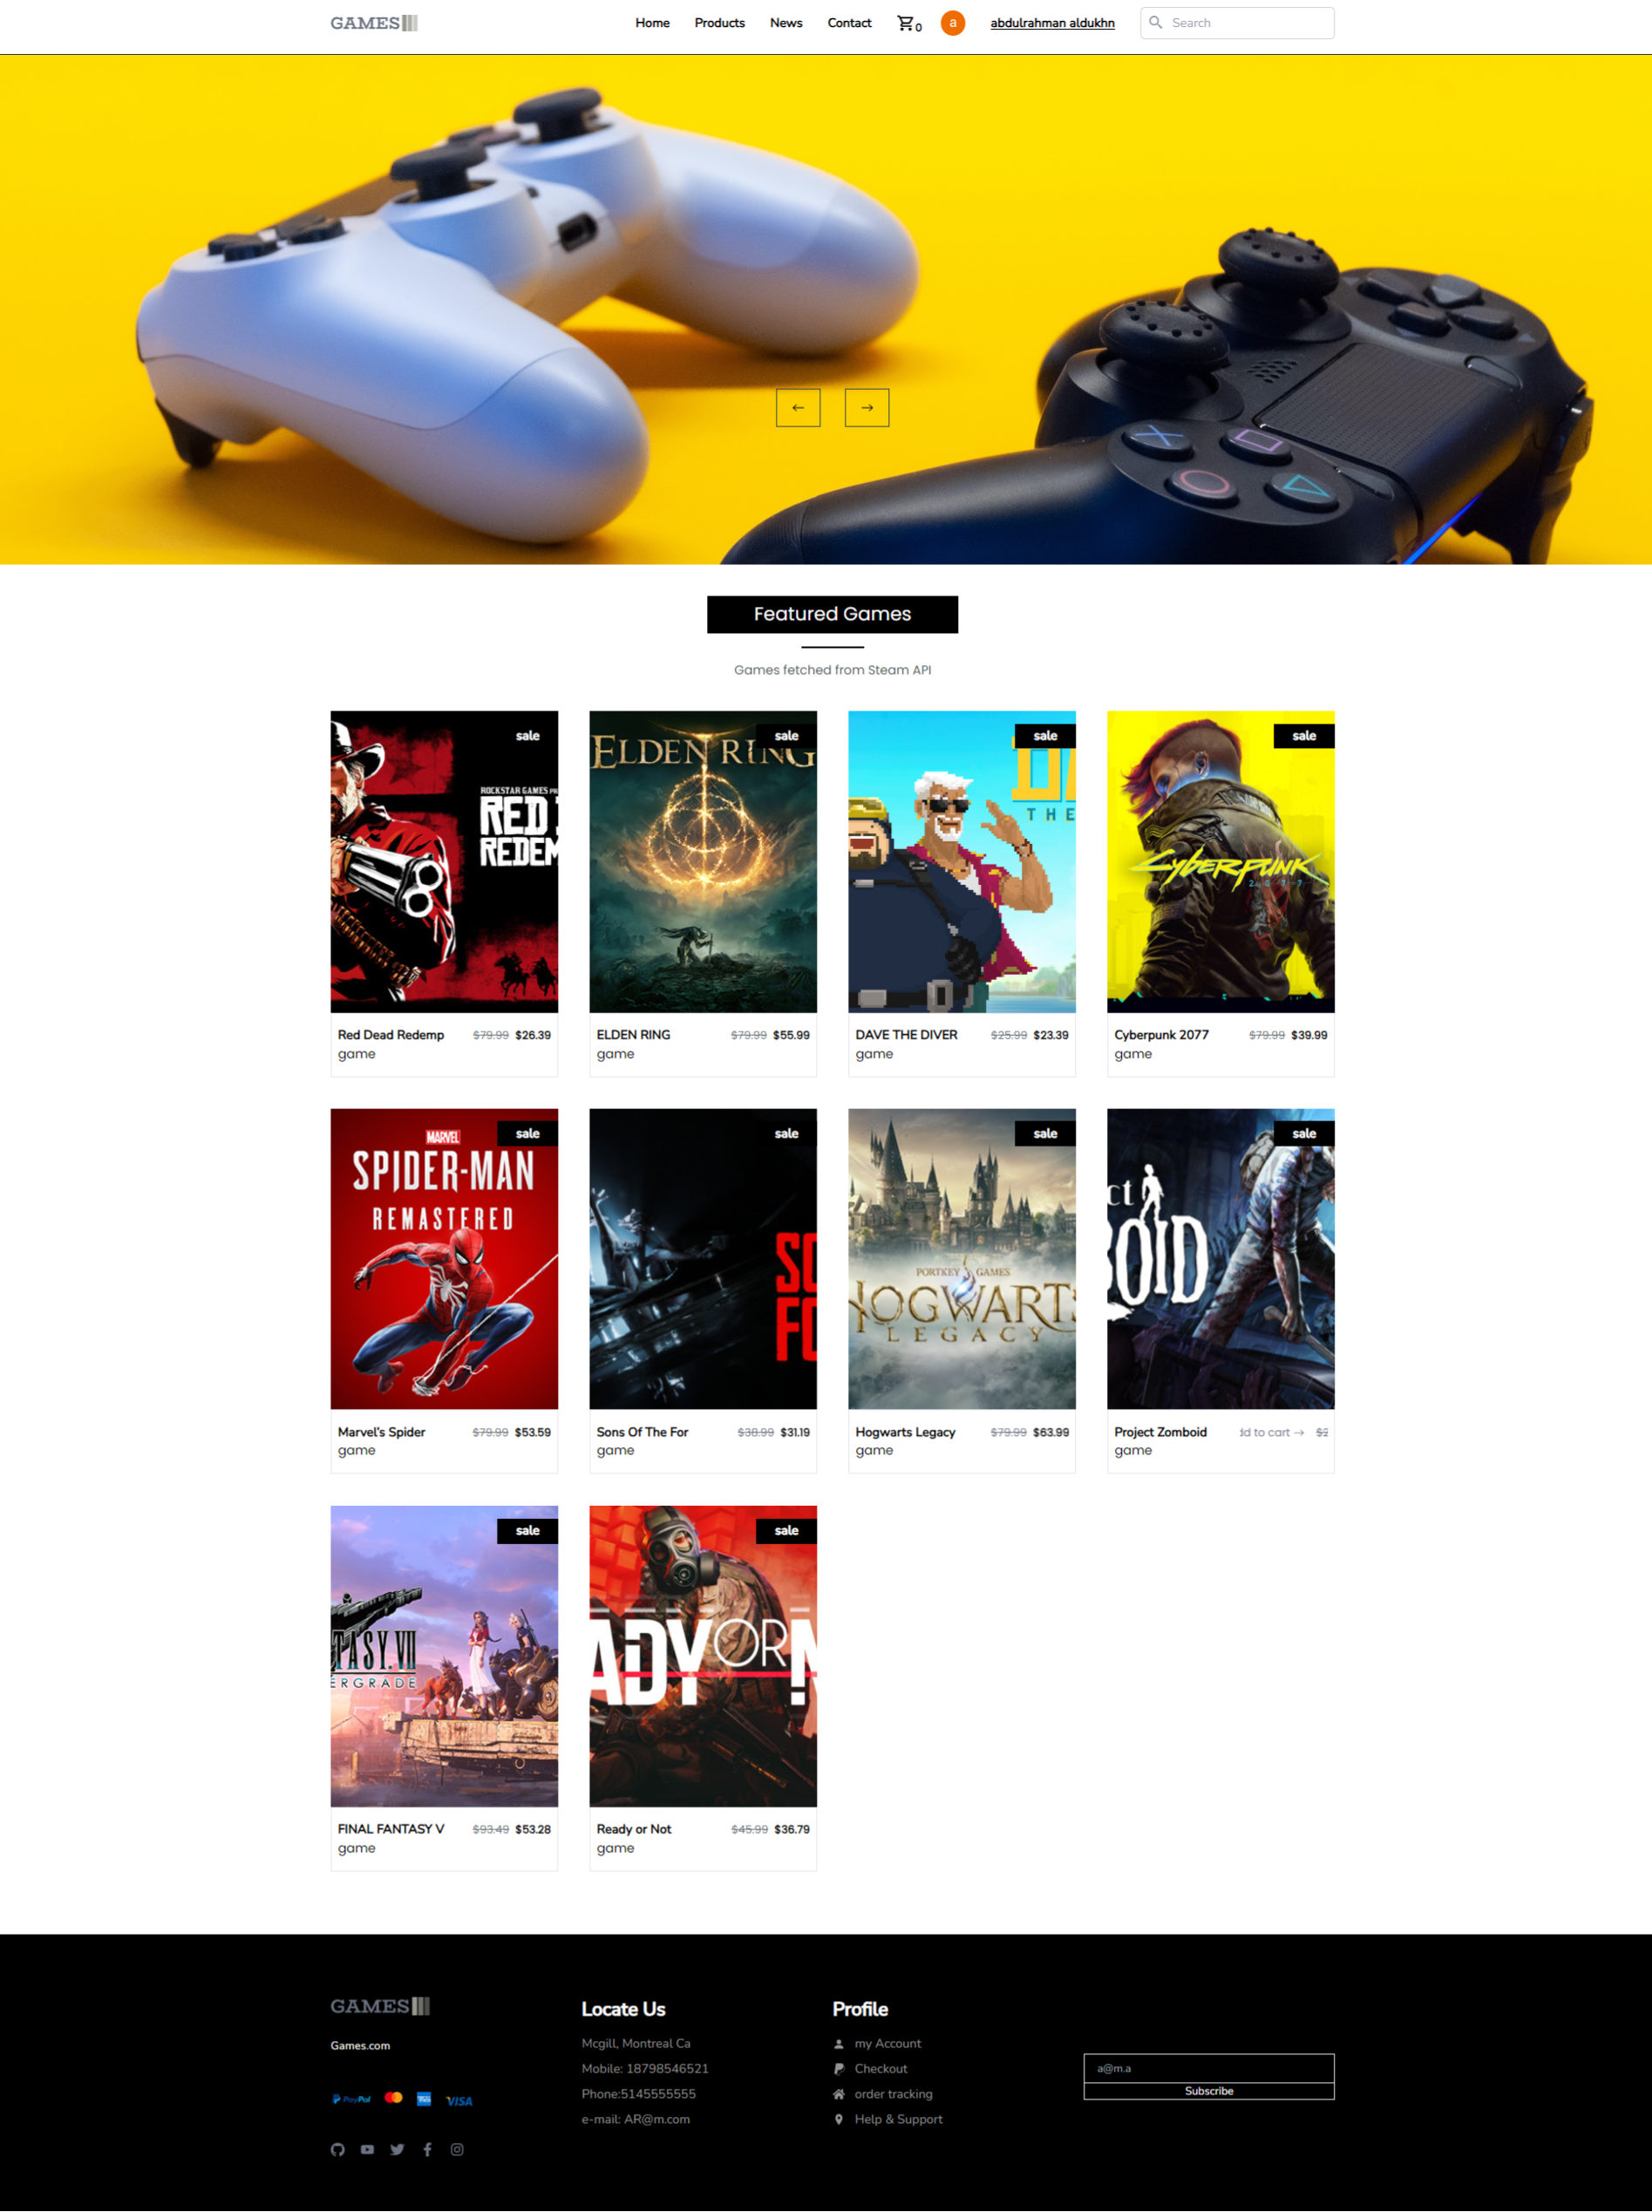 GAMES
Home Products News Contact 0 a abdulrahman aldukhn Search
Featured Games
Games fetched from Steam API
sale
ROCKSTAR GAMES PR
RED
REDEM
sale
ELDEN RING
sale
DA
THE
sale
Cyberpunk
2077
Red Dead Redemp $79.99 $26.39
game
ELDEN RING $79.99 $55.99
game
DAVE THE DIVER $25.99 $23.39
game
Cyberpunk 2077 $79.99 $39.99
game
sale
MARVEL
SPIDER-MAN
REMASTERED
sale
SO
FO
sale
PORTKEY GAMES
HOGWARTS
LEGACY
sale
ct
BOID
Marvel's Spider $79.99 $53.59
game
Sons Of The For $38.99 $31.19
game
Hogwarts Legacy $79.99 $63.99
game
Project Zomboid dd to cart → $2
game
sale
TASY.VII
ERGRADE
sale
ADY OR N
FINAL FANTASY V $93.49 $53.28
game
Ready or Not $45.99 $36.79
game
GAMES
Games.com
PayPal VISA
Locate Us
Mcgill, Montreal Ca
Mobile: 18798546521
Phone:5145555555
e-mail: AR@m.com
Profile
my Account
Checkout
order tracking
Help & Support
a@m.a
Subscribe